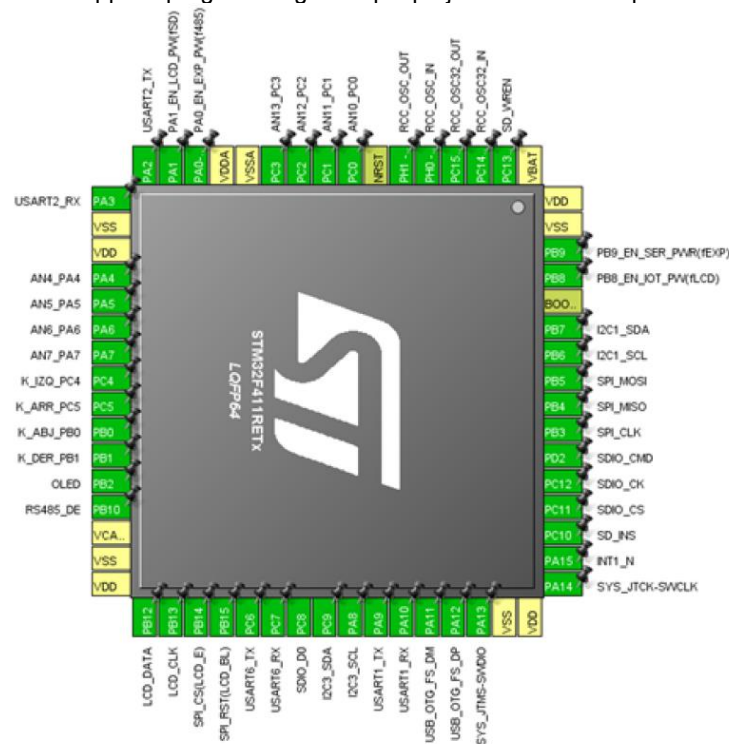 USART2_TX
PA1_EN_LCD_PW(fSD)
PA0_EN_EXP_PW(f485)
AN13_PC3
AN12_PC2
AN11_PC1
AN10_PC0
RCC_OSC_OUT
RCC_OSC_IN
RCC_OSC32_OUT
RCC_OSC32_IN
SD_WREN
PA2
PA1
PA0-
VDDA
VSSA
PC3
PC2
PC1
PC0
NRST
PH1 -
PH0 -
PC15
PC14
PC13
VBAT
USART2_RX PA3
VSS
VDD
AN4_PA4 PA4
AN5_PA5 PA5
AN6_PA6 PA6
AN7_PA7 PA7
K_IZQ_PC4 PC4
K_ARR_PC5 PC5
K_ABJ_PB0 PB0
K_DER_PB1 PB1
OLED PB2
RS485_DE PB10
VCA..
VSS
VDD
STM32F411RETx
LQFP64
VDD
VSS
PB9 PB9_EN_SER_PWR(fEXP)
PB8 PB8_EN_IOT_PW(fLCD)
BOO..
PB7 I2C1_SDA
PB6 I2C1_SCL
PB5 SPI_MOSI
PB4 SPI_MISO
PB3 SPI_CLK
PD2 SDIO_CMD
PC12 SDIO_CK
PC11 SDIO_CS
PC10 SD_INS
PA15 INT1_N
PA14 SYS_JTCK-SWCLK
PB12
PB13
PB14
PB15
PC6
PC7
PC8
PC9
PA8
PA9
PA10
PA11
PA12
PA13
VSS
VDD
LCD_DATA
LCD_CLK
SPI_CS(LCD_E)
SPI_RST(LCD_BL)
USART6_TX
USART6_RX
SDIO_D0
I2C3_SDA
I2C3_SCL
USART1_TX
USART1_RX
USB_OTG_FS_DM
USB_OTG_FS_DP
SYS_JTMS-SWDIO